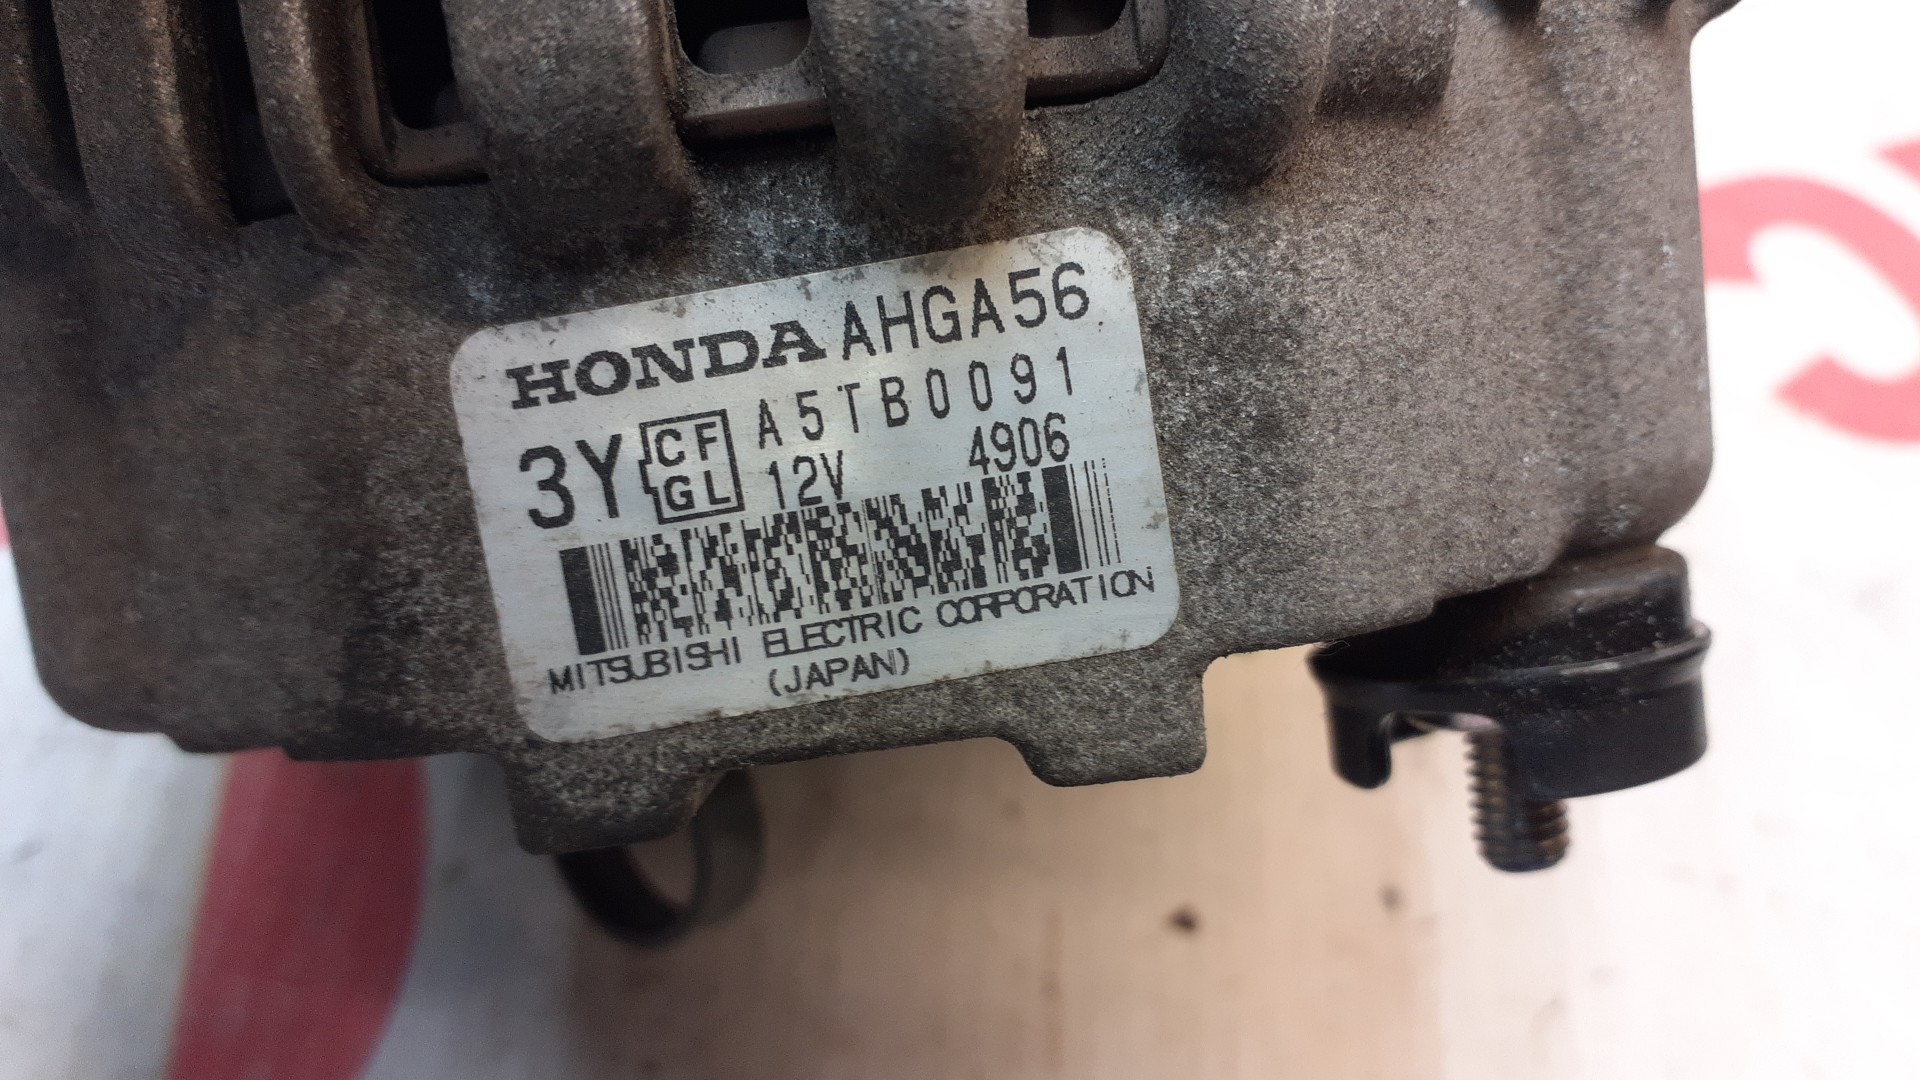 HONDA AHGA56
3Y CF GL A5TB0091
12V 4906
MITSUBISHI ELECTRIC CORPORATION
(JAPAN)